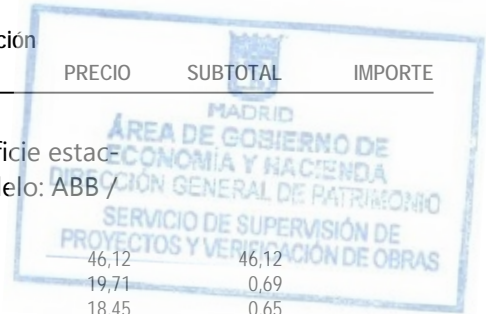 ción
PRECIO SUBTOTAL IMPORTE
MADRID
ÁREA DE GOBIERNO DE
ECONOMÍA Y HACIENDA
DIRECCIÓN GENERAL DE PATRIMONIO
SERVICIO DE SUPERVISIÓN DE
PROYECTOS Y VERIFICACIÓN DE OBRAS
ficie estac-
elo: ABB /
46,12 46,12
19,71 0,69
18,45 0,65